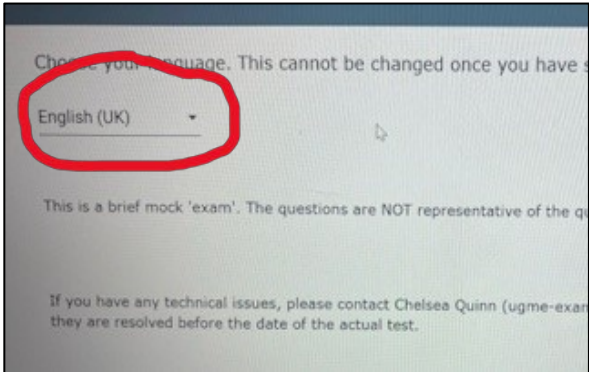 Choose your language. This cannot be changed once you have
English (UK)
This is a brief mock 'exam'. The questions are NOT representative of the
If you have any technical issues, please contact Chelsea Quinn (ugme-exam
they are resolved before the date of the actual test.